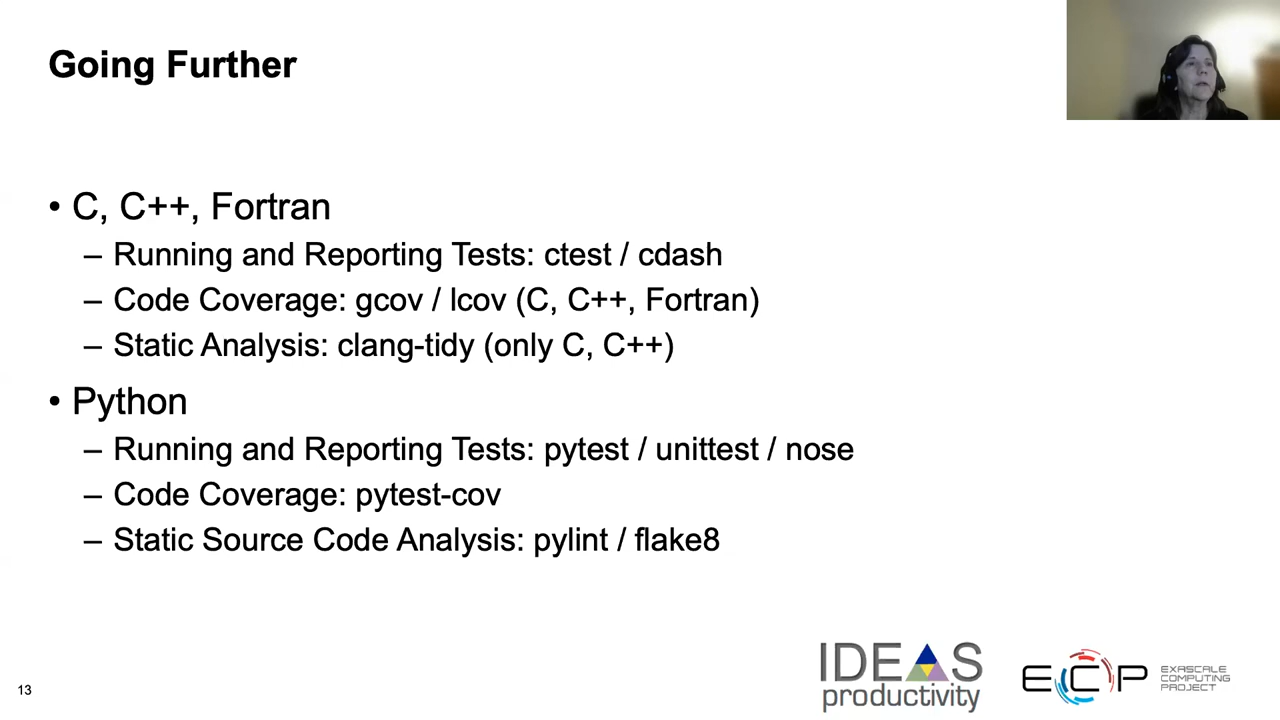 Going Further
• C, C++, Fortran
– Running and Reporting Tests: ctest / cdash
– Code Coverage: gcov / lcov (C, C++, Fortran)
– Static Analysis: clang-tidy (only C, C++)
• Python
– Running and Reporting Tests: pytest / unittest / nose
– Code Coverage: pytest-cov
– Static Source Code Analysis: pylint / flake8
13
IDEAS
productivity
ECP
EXASCALE
COMPUTING
PROJECT